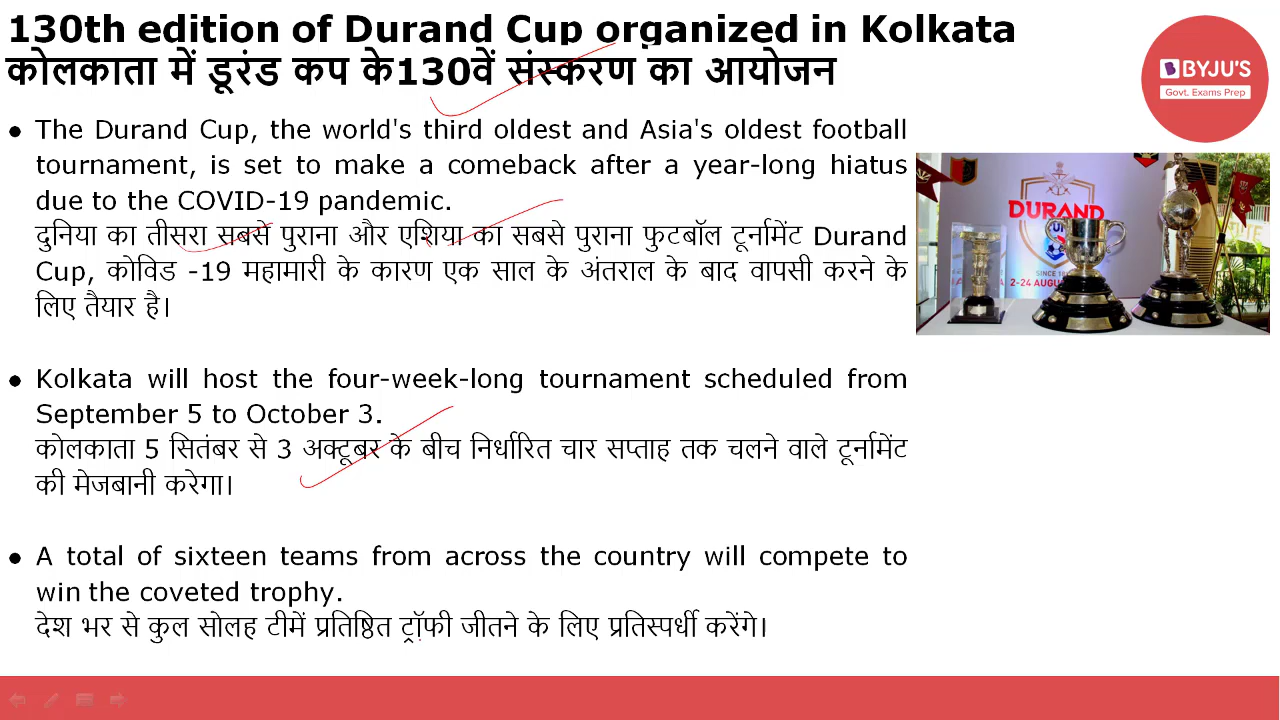 130th edition of Durand Cup organized in Kolkata
कोलकाता में डूरंड कप के130वें संस्करण का आयोजन
BYJU'S
Govt. Exams Prep
• The Durand Cup, the world's third oldest and Asia's oldest football
tournament, is set to make a comeback after a year-long hiatus
due to the COVID-19 pandemic.
दुनिया का तीसरा सबसे पुराना और एशिया का सबसे पुराना फुटबॉल टूर्नामेंट Durand
Cup, कोविड -19 महामारी के कारण एक साल के अंतराल के बाद वापसी करने के
लिए तैयार है।
DURAND
2-24 AUGU
• Kolkata will host the four-week-long tournament scheduled from
September 5 to October 3.
कोलकाता 5 सितंबर से 3 अक्टूबर के बीच निर्धारित चार सप्ताह तक चलने वाले टूर्नामेंट
की मेजबानी करेगा।
• A total of sixteen teams from across the country will compete to
win the coveted trophy.
देश भर से कुल सोलह टीमें प्रतिष्ठित ट्रॉफी जीतने के लिए प्रतिस्पर्धी करेंगे।